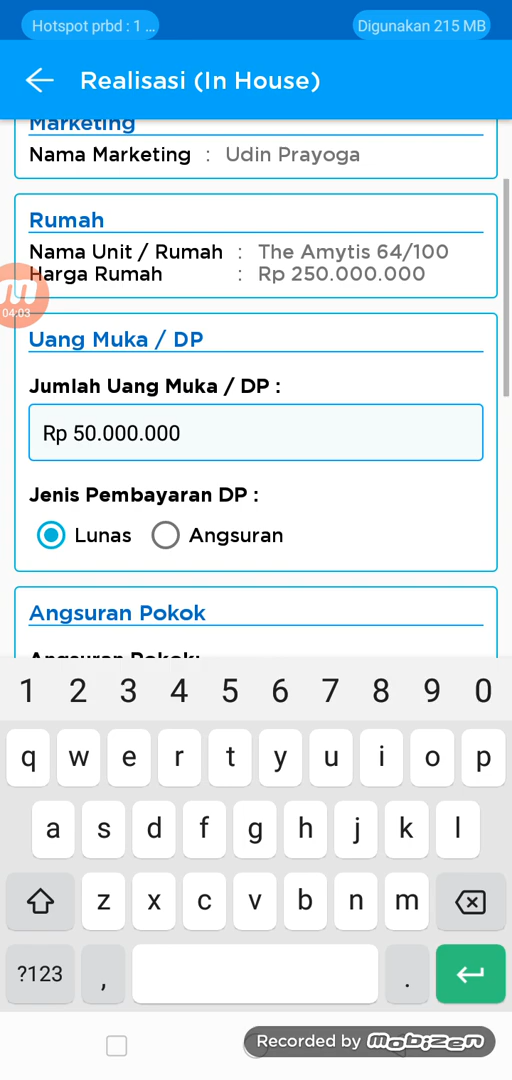 Hotspot prbd : 1 ...
Digunakan 215 MB
Realisasi (In House)
Marketing
Nama Marketing : Udin Prayoga
Rumah
Nama Unit / Rumah : The Amytis 64/100
Harga Rumah : Rp 250.000.000
04:03
Uang Muka / DP
Jumlah Uang Muka / DP :
Rp 50.000.000
Jenis Pembayaran DP :
Lunas Angsuran
Angsuran Pokok
Angsuran Pokok:
1 2 3 4 5 6 7 8 9 0
q w e r t y u i o p
a s d f g h j k l
z x c v b n m
?123 , .
Recorded by mobizen